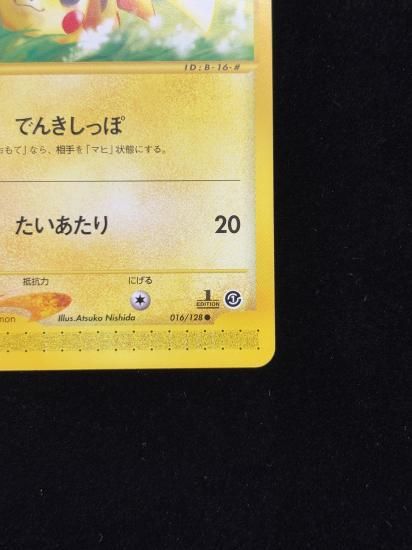 ID:B-16-#
でんきしっぽ
おもて」なら、相手を「マヒ」状態にする。
たいあたり 20
抵抗力 にげる
1
EDITION
mon Illus.Atsuko Nishida 016/128 ●